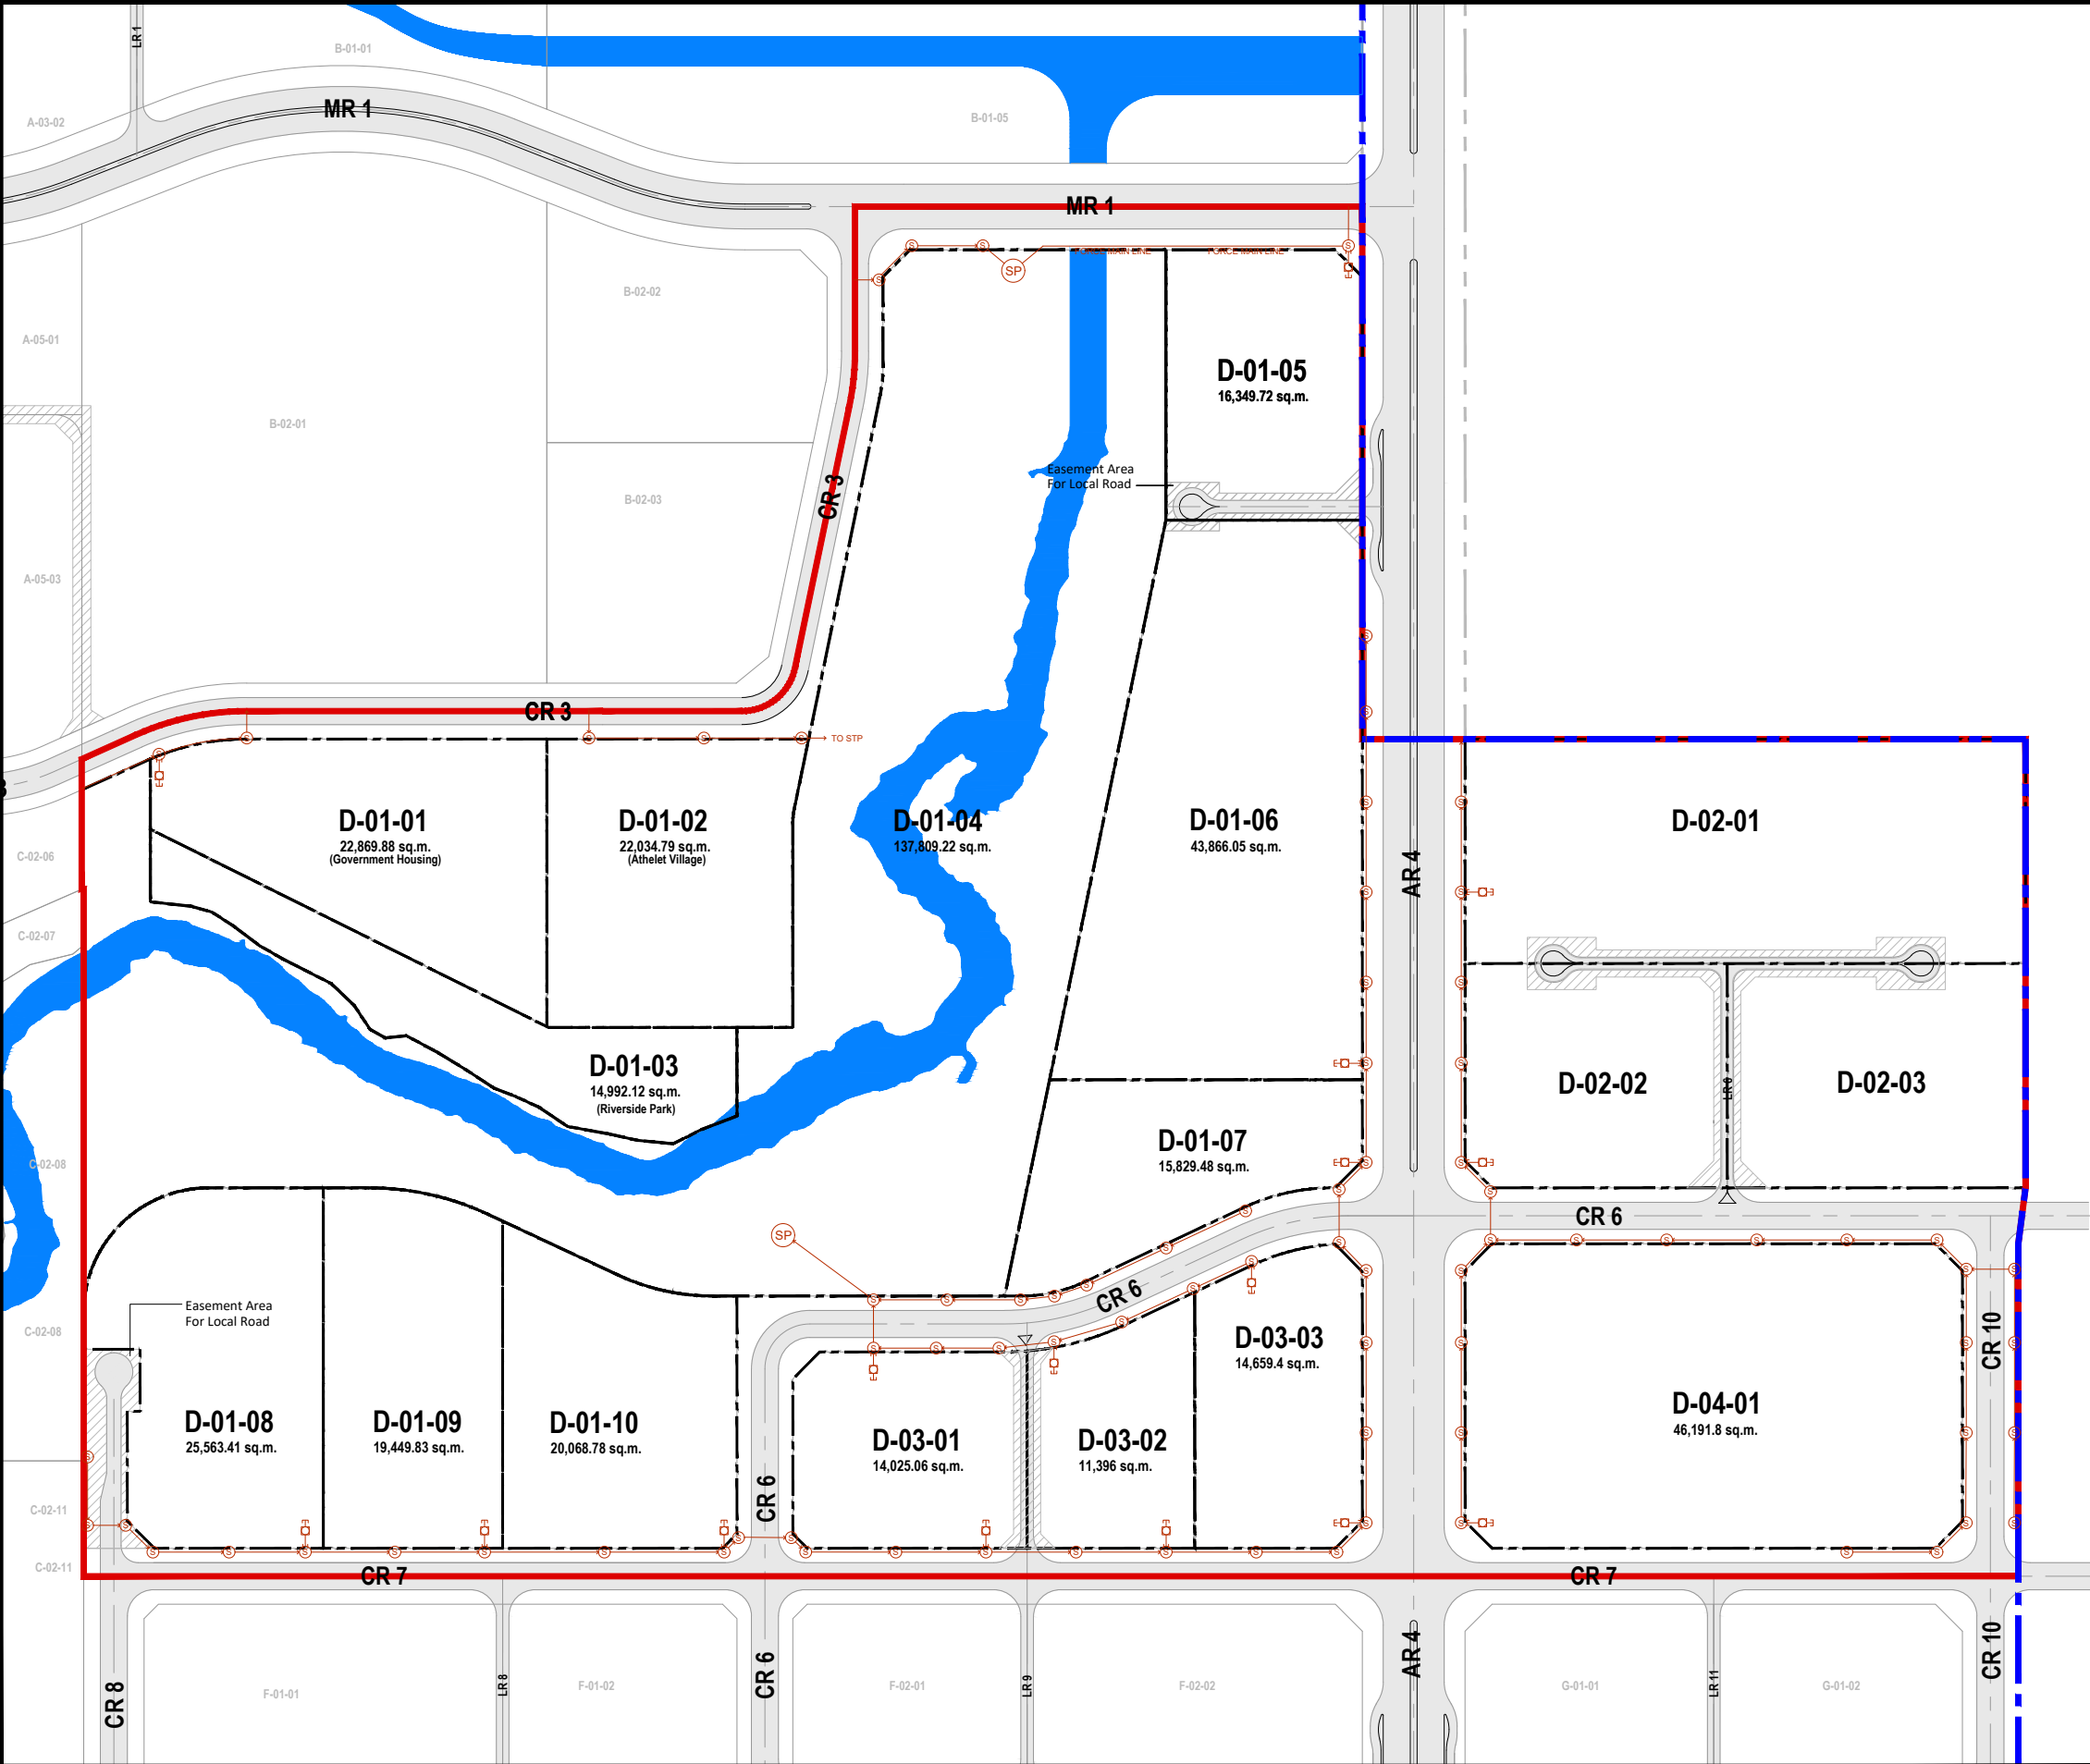 LR 1
B-01-01
MR 1
A-03-02
B-01-05
MR 1
SP
FORCE MAIN LINE
FORCE MAIN LINE
B-02-02
A-05-01
D-01-05
16,349.72 sq.m.
B-02-01
Easement Area
For Local Road
CR 3
B-02-03
A-05-03
CR 3
TO STP
D-01-01
22,869.88 sq.m.
(Government Housing)
D-01-02
22,034.79 sq.m.
(Athelet Village)
D-01-04
137,809.22 sq.m.
D-01-06
43,866.05 sq.m.
AR 4
D-02-01
C-02-06
C-02-07
D-01-03
14,992.12 sq.m.
(Riverside Park)
D-02-02
LR 6
D-02-03
D-01-07
15,829.48 sq.m.
C-02-08
SP
CR 6
CR 6
Easement Area
For Local Road
C-02-08
D-03-03
14,659.4 sq.m.
CR 10
D-01-08
25,563.41 sq.m.
D-01-09
19,449.83 sq.m.
D-01-10
20,068.78 sq.m.
D-03-01
14,025.06 sq.m.
D-03-02
11,396 sq.m.
D-04-01
46,191.8 sq.m.
CR 6
C-02-11
C-02-11
CR 7
CR 7
CR 8
F-01-01
LR 8
F-01-02
CR 6
F-02-01
LR 9
F-02-02
AR 4
G-01-01
LR 11
G-01-02
CR 10